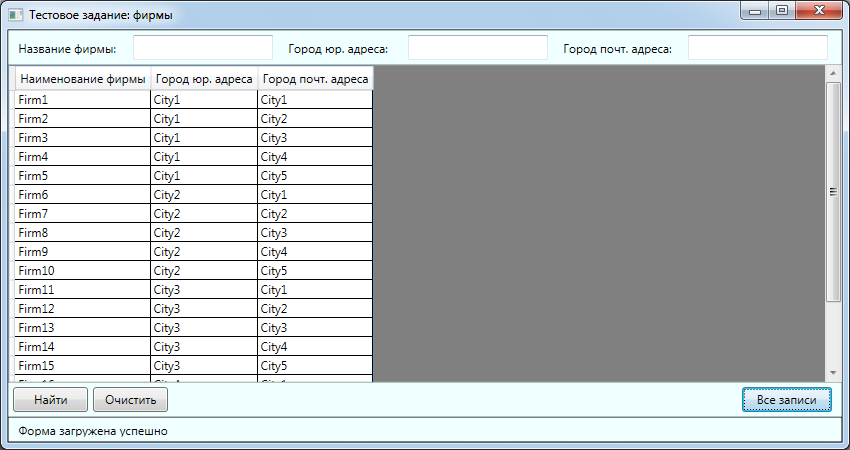 Тестовое задание: фирмы
Название фирмы: Город юр. адреса: Город почт. адреса:
Наименование фирмы Город юр. адреса Город почт. адреса
Firm1 City1 City1
Firm2 City1 City2
Firm3 City1 City3
Firm4 City1 City4
Firm5 City1 City5
Firm6 City2 City1
Firm7 City2 City2
Firm8 City2 City3
Firm9 City2 City4
Firm10 City2 City5
Firm11 City3 City1
Firm12 City3 City2
Firm13 City3 City3
Firm14 City3 City4
Firm15 City3 City5
Найти Очистить Все записи
Форма загружена успешно